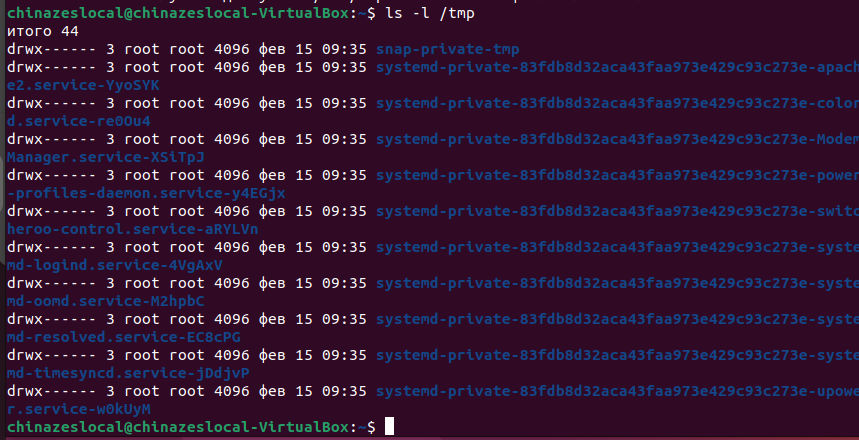 chinazeslocal@chinazeslocal-VirtualBox:~$ ls -l /tmp
итого 44
drwx------ 3 root root 4096 фев 15 09:35 snap-private-tmp
drwx------ 3 root root 4096 фев 15 09:35 systemd-private-83fdb8d32aca43faa973e429c93c273e-apach
e2.service-YyoSYK
drwx------ 3 root root 4096 фев 15 09:35 systemd-private-83fdb8d32aca43faa973e429c93c273e-color
d.service-re0Ou4
drwx------ 3 root root 4096 фев 15 09:35 systemd-private-83fdb8d32aca43faa973e429c93c273e-Modem
Manager.service-XSiTpJ
drwx------ 3 root root 4096 фев 15 09:35 systemd-private-83fdb8d32aca43faa973e429c93c273e-power
-profiles-daemon.service-y4EGjx
drwx------ 3 root root 4096 фев 15 09:35 systemd-private-83fdb8d32aca43faa973e429c93c273e-switc
heroo-control.service-aRYLVn
drwx------ 3 root root 4096 фев 15 09:35 systemd-private-83fdb8d32aca43faa973e429c93c273e-syste
md-logind.service-4VgAxV
drwx------ 3 root root 4096 фев 15 09:35 systemd-private-83fdb8d32aca43faa973e429c93c273e-syste
md-oomd.service-M2hpbC
drwx------ 3 root root 4096 фев 15 09:35 systemd-private-83fdb8d32aca43faa973e429c93c273e-syste
md-resolved.service-EC8cPG
drwx------ 3 root root 4096 фев 15 09:35 systemd-private-83fdb8d32aca43faa973e429c93c273e-syste
md-timesyncd.service-jDdjvP
drwx------ 3 root root 4096 фев 15 09:35 systemd-private-83fdb8d32aca43faa973e429c93c273e-upowe
r.service-w0kUyM
chinazeslocal@chinazeslocal-VirtualBox:~$